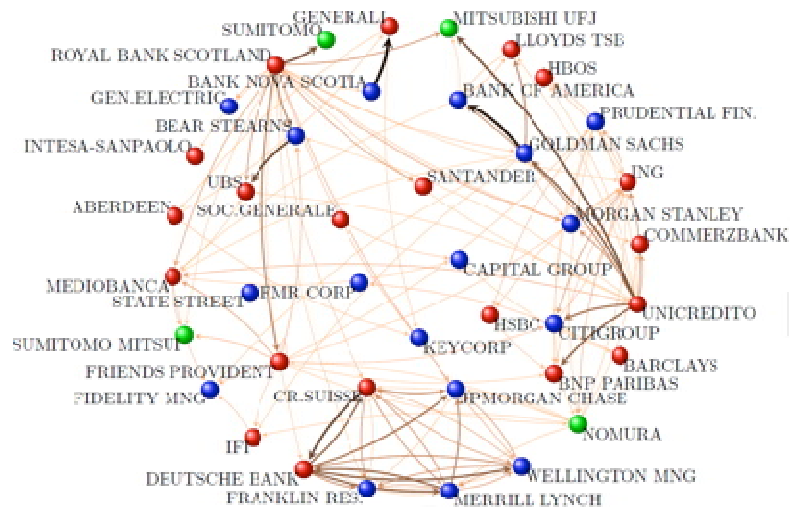 GENERALI
MITSUBISHI UFJ
SUMITOMO
LLOYDS TSB
ROYAL BANK SCOTLAND
HBOS
BANK NOVA SCOTIA
BANK OF AMERICA
GEN.ELECTRIC
PRUDENTIAL FIN.
BEAR STEARNS
GOLDMAN SACHS
INTESA-SANPAOLO
ING
SANTANDER
UBS
ABERDEEN
SOC.GENERALE
MORGAN STANLEY
COMMERZBANK
CAPITAL GROUP
MEDIOBANCA
FMR CORP
STATE STREET
UNICREDITO
HSBC
CITIGROUP
SUMITOMO MITSUI
KEYCORP
BARCLAYS
FRIENDS PROVIDENT
BNP PARIBAS
FIDELITY MNG
CR.SUISSE
JPMORGAN CHASE
NOMURA
IFI
DEUTSCHE BANK
WELLINGTON MNG
FRANKLIN RES.
MERRILL LYNCH